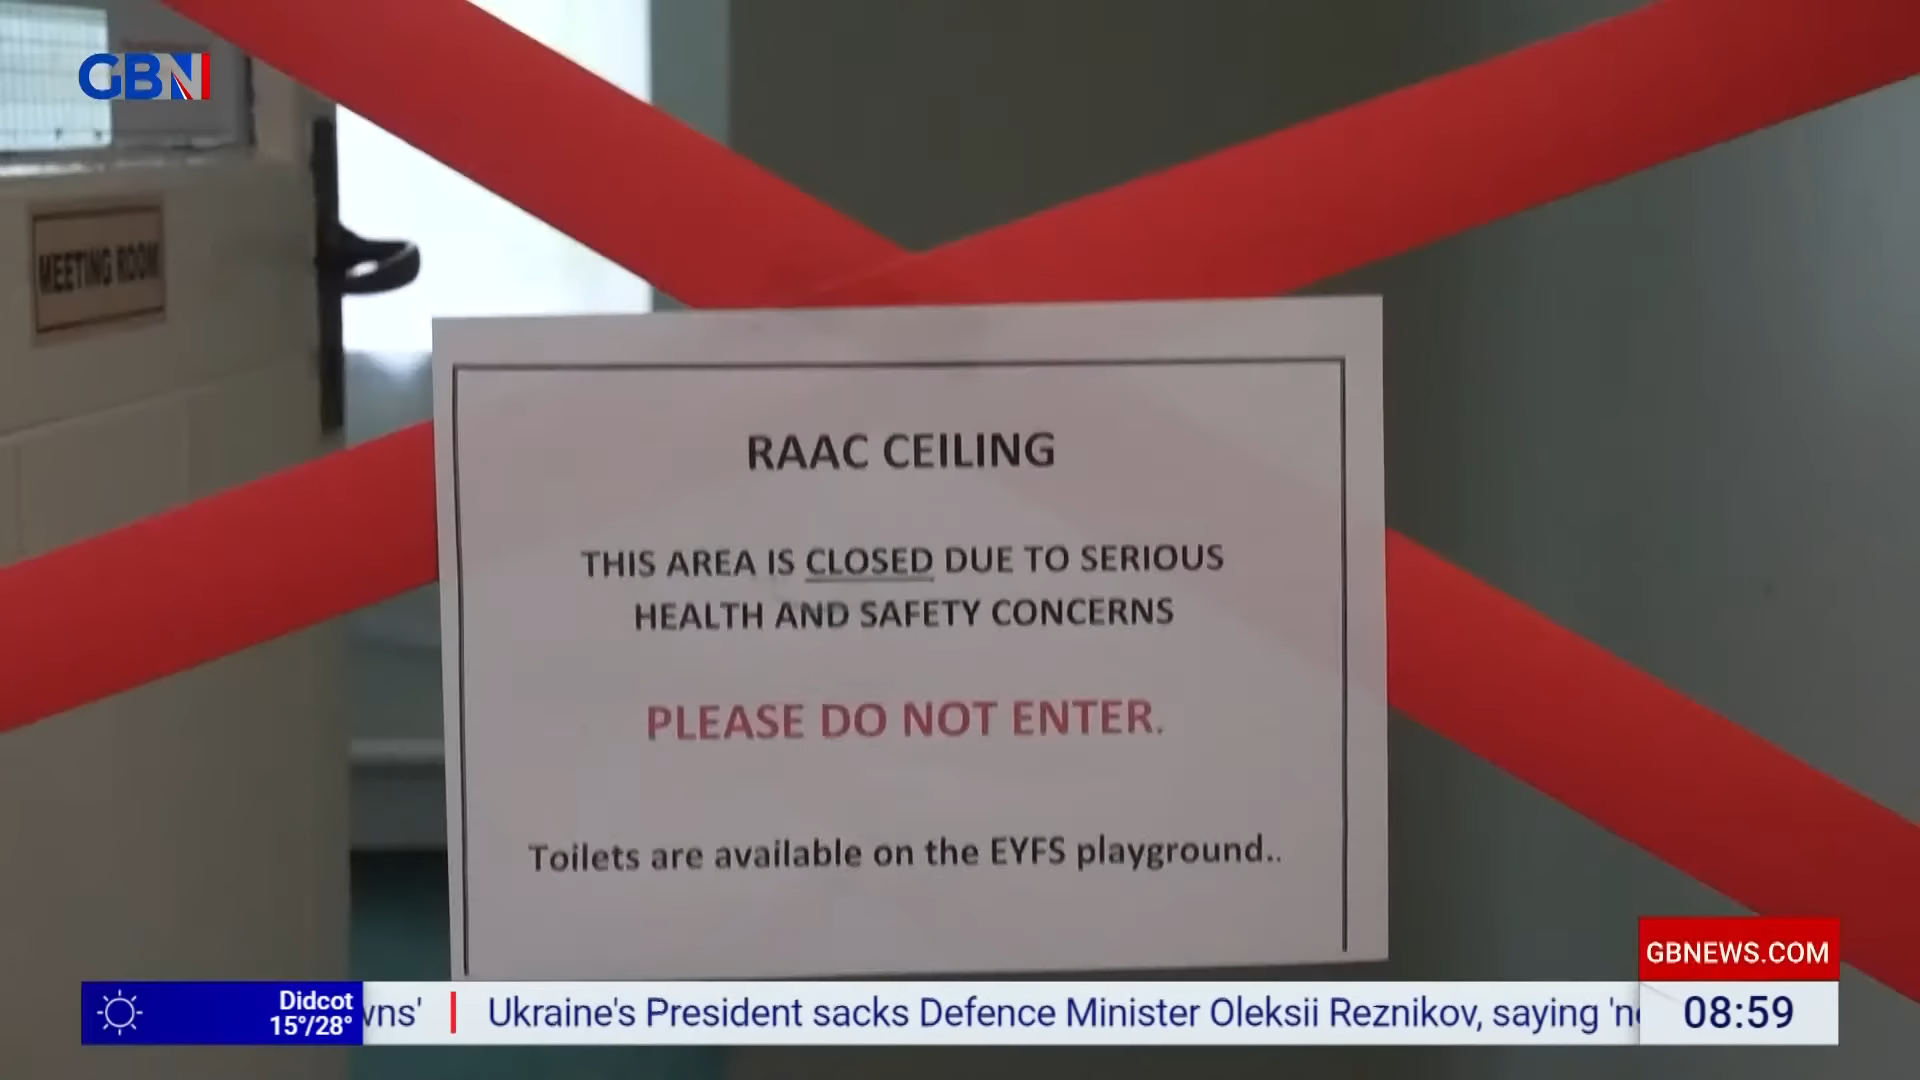 GBN
MEETING ROOM
RAAC CEILING
THIS AREA IS CLOSED DUE TO SERIOUS
HEALTH AND SAFETY CONCERNS
PLEASE DO NOT ENTER.
Toilets are available on the EYFS playground..
GBNEWS.COM
Didcot
15°/28°
wns' | Ukraine's President sacks Defence Minister Oleksii Reznikov, saying 'n
08:59